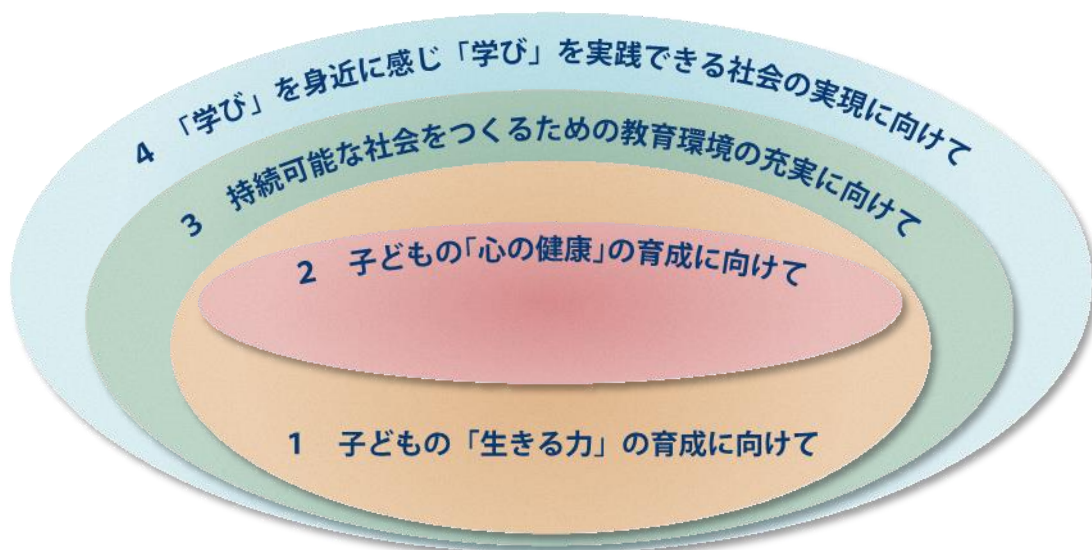 4 「学び」を身近に感じ「学び」を実践できる社会の実現に向けて
3 持続可能な社会をつくるための教育環境の充実に向けて
2 子どもの「心の健康」の育成に向けて
1 子どもの「生きる力」の育成に向けて